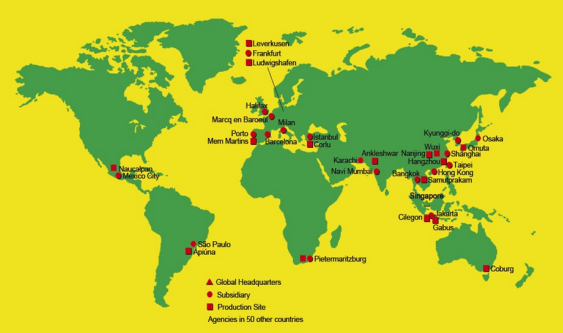 Leverkusen
Frankfurt
Ludwigshafen
Halifax
Marcq en Baroeul
Milan
Porto
Mem Martins
Barcelona
Istanbul
Corlu
Kyunggi-do
Osaka
Omuta
Wuxi
Nanjing
Shanghai
Ankleshwar
Karachi
Hangzhou
Taipei
Navi Mumbai
Hong Kong
Bangkok
Samutprakarn
Naucalpan
Mexico City
Singapore
Jakarta
Cilegon
Gabus
São Paulo
Apiúna
Pietermaritzburg
Coburg
Global Headquarters
Subsidiary
Production Site
Agencies in 50 other countries